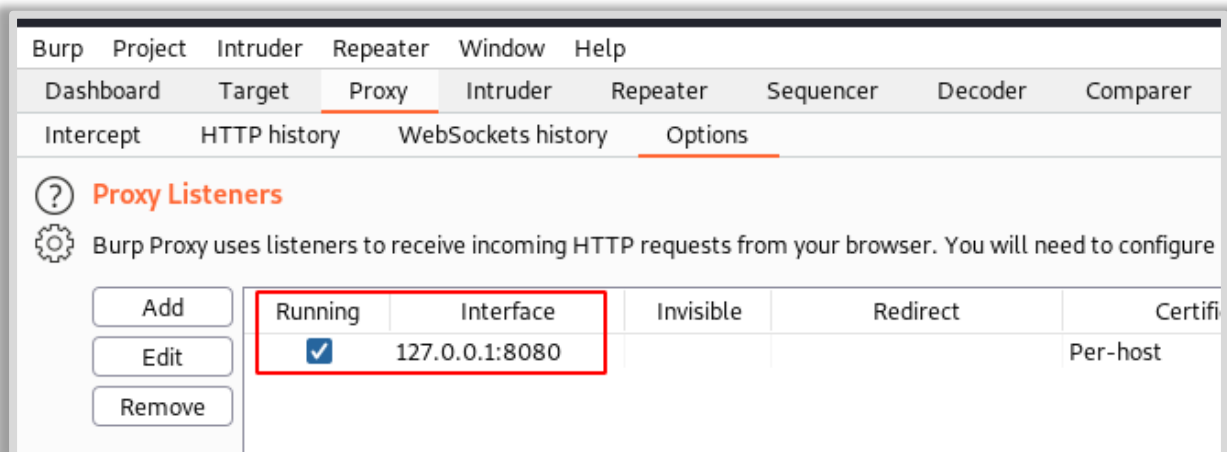 Burp Project Intruder Repeater Window Help
Dashboard Target Proxy Intruder Repeater Sequencer Decoder Comparer
Intercept HTTP history WebSockets history Options
? Proxy Listeners
Burp Proxy uses listeners to receive incoming HTTP requests from your browser. You will need to configure
Add Running Interface Invisible Redirect Certifi
Edit 127.0.0.1:8080 Per-host
Remove